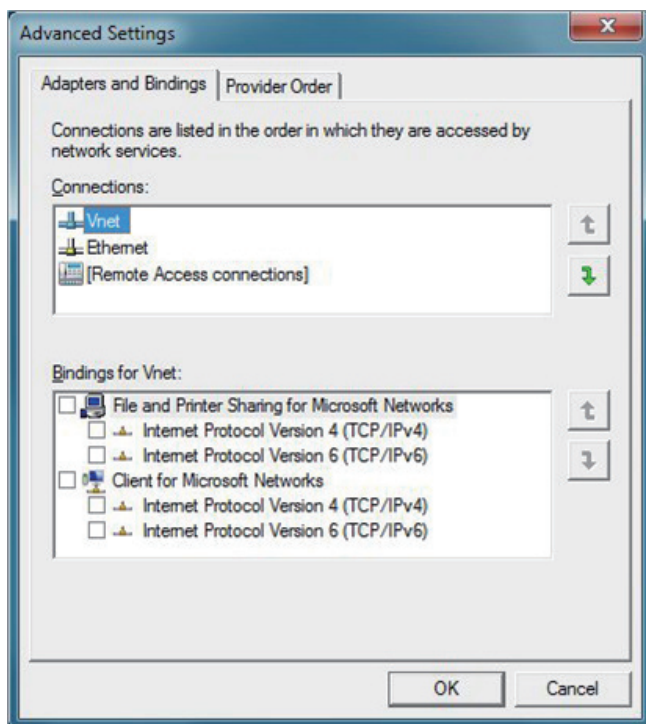 Advanced Settings
Adapters and Bindings
Provider Order
Connections are listed in the order in which they are accessed by
network services.
Connections:
Vnet
Ethernet
[Remote Access connections]
Bindings for Vnet:
File and Printer Sharing for Microsoft Networks
Internet Protocol Version 4 (TCP/IPv4)
Internet Protocol Version 6 (TCP/IPv6)
Client for Microsoft Networks
Internet Protocol Version 4 (TCP/IPv4)
Internet Protocol Version 6 (TCP/IPv6)
OK
Cancel